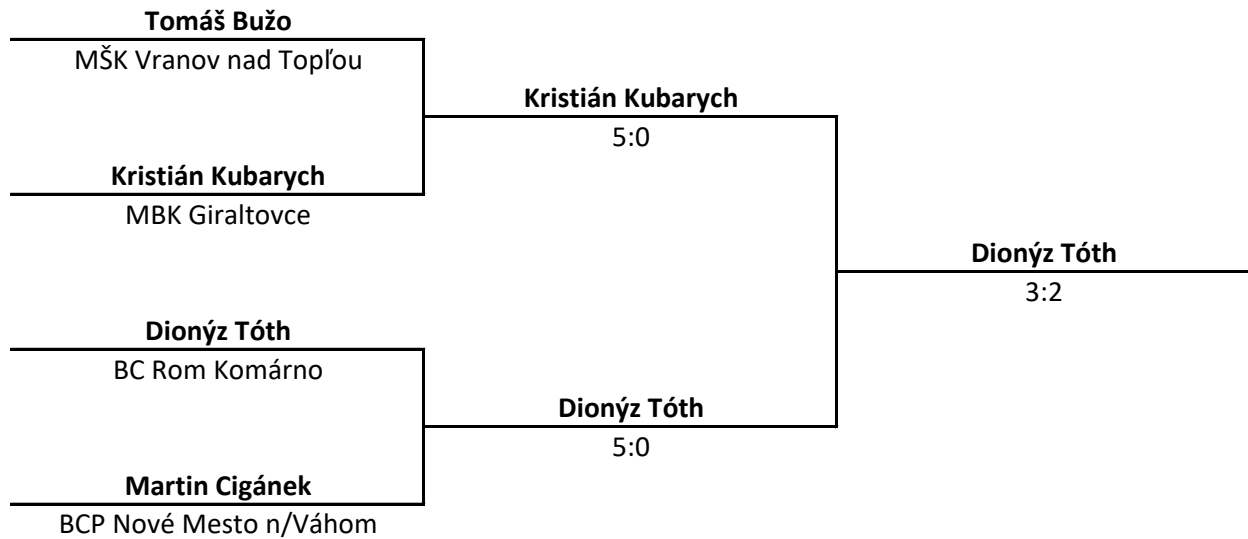 Tomáš Bužo
MŠK Vranov nad Topľou
Kristián Kubarych
5:0
Kristián Kubarych
MBK Giraltovce
Dionýz Tóth
3:2
Dionýz Tóth
BC Rom Komárno
Dionýz Tóth
5:0
Martin Cigánek
BCP Nové Mesto n/Váhom